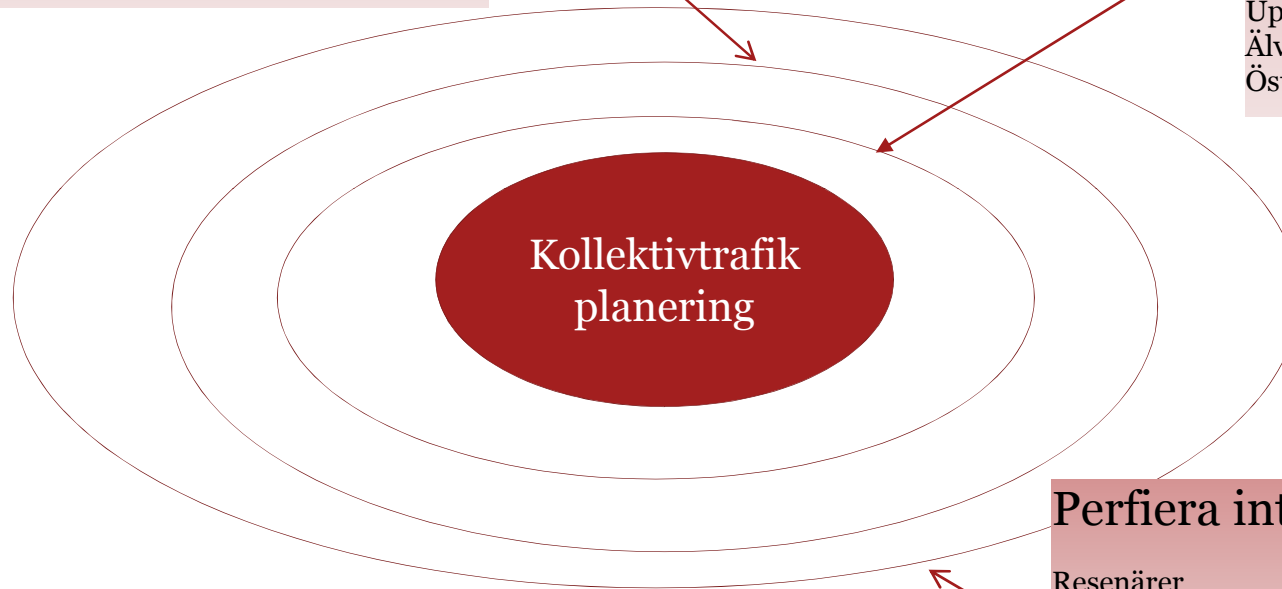 Up
Älv
Öst
Kollektivtrafik
planering
Perfiera int
Resenärer